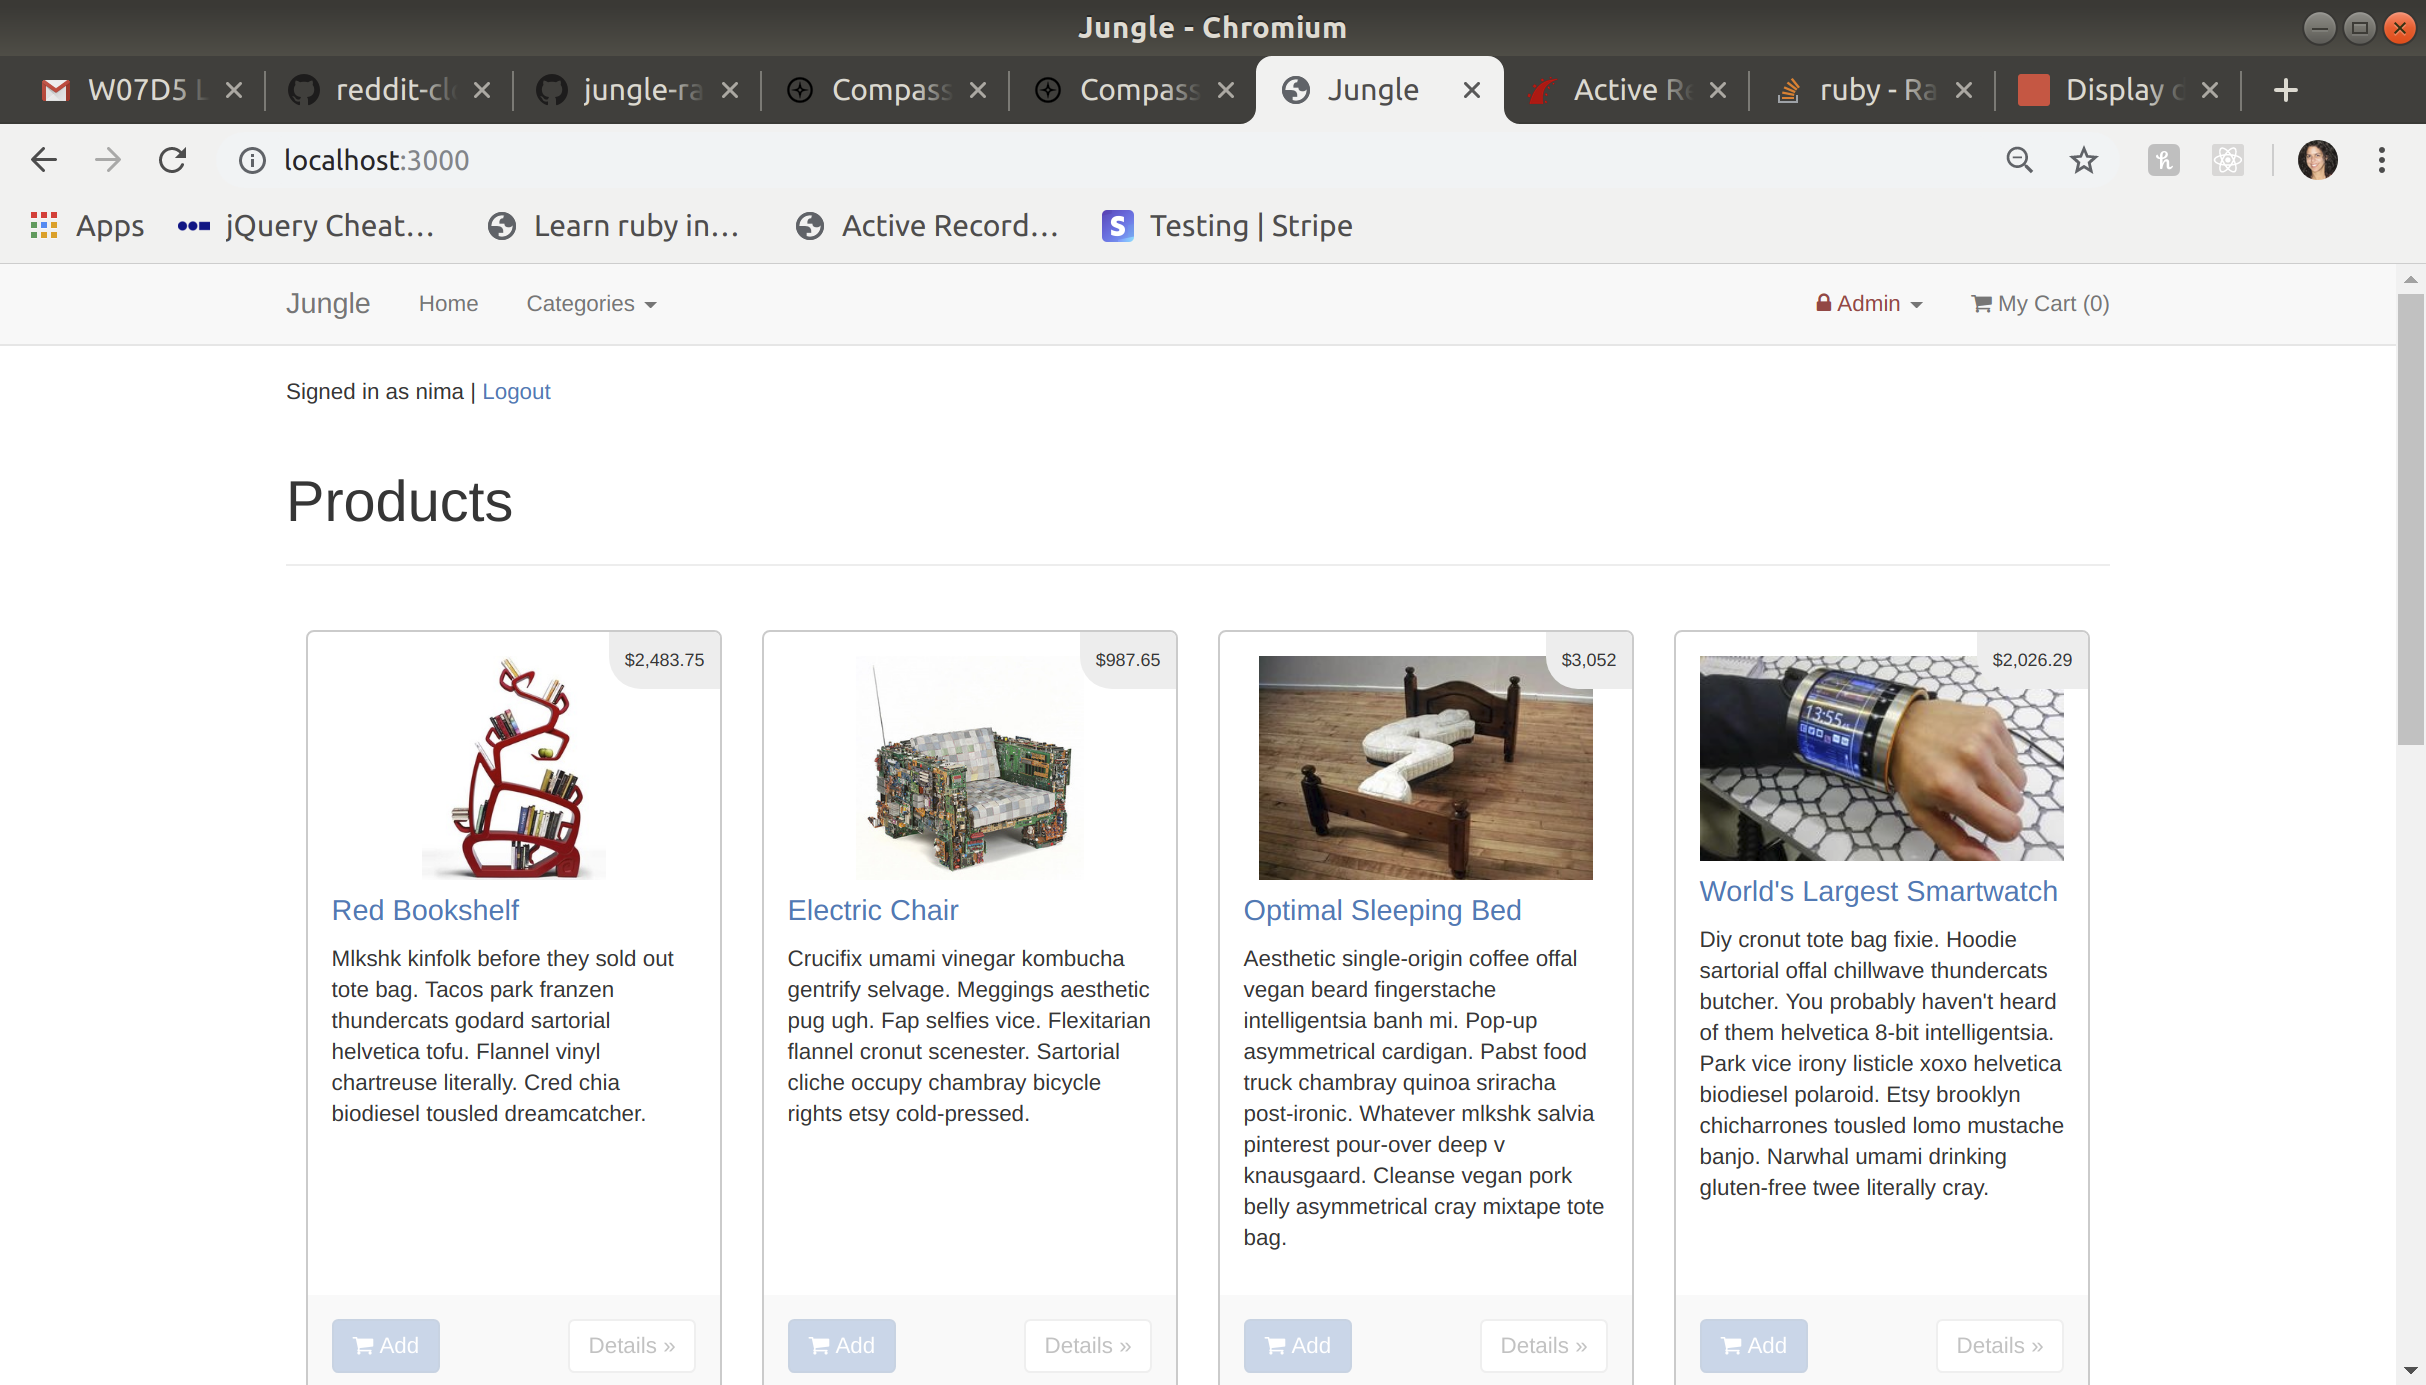 Jungle - Chromium
W07D5 L
reddit-clo
jungle-ra
Compass
Compass
Jungle
Active Re
ruby - Ra
Display d
localhost:3000
Apps
jQuery Cheat…
Learn ruby in…
Active Record…
Testing | Stripe
Jungle
Home
Categories
Admin
My Cart (0)
Signed in as nima | Logout
Products
$2,483.75
Red Bookshelf
Mlkshk kinfolk before they sold out
tote bag. Tacos park franzen
thundercats godard sartorial
helvetica tofu. Flannel vinyl
chartreuse literally. Cred chia
biodiesel tousled dreamcatcher.
Add
Details »
$987.65
Electric Chair
Crucifix umami vinegar kombucha
gentrify selvage. Meggings aesthetic
pug ugh. Fap selfies vice. Flexitarian
flannel cronut scenester. Sartorial
cliche occupy chambray bicycle
rights etsy cold-pressed.
Add
Details »
$3,052
Optimal Sleeping Bed
Aesthetic single-origin coffee offal
vegan beard fingerstache
intelligentsia banh mi. Pop-up
asymmetrical cardigan. Pabst food
truck chambray quinoa sriracha
post-ironic. Whatever mlkshk salvia
pinterest pour-over deep v
knausgaard. Cleanse vegan pork
belly asymmetrical cray mixtape tote
bag.
Add
Details »
$2,026.29
13:55
World's Largest Smartwatch
Diy cronut tote bag fixie. Hoodie
sartorial offal chillwave thundercats
butcher. You probably haven't heard
of them helvetica 8-bit intelligentsia.
Park vice irony listicle xoxo helvetica
biodiesel polaroid. Etsy brooklyn
chicharrones tousled lomo mustache
banjo. Narwhal umami drinking
gluten-free twee literally cray.
Add
Details »